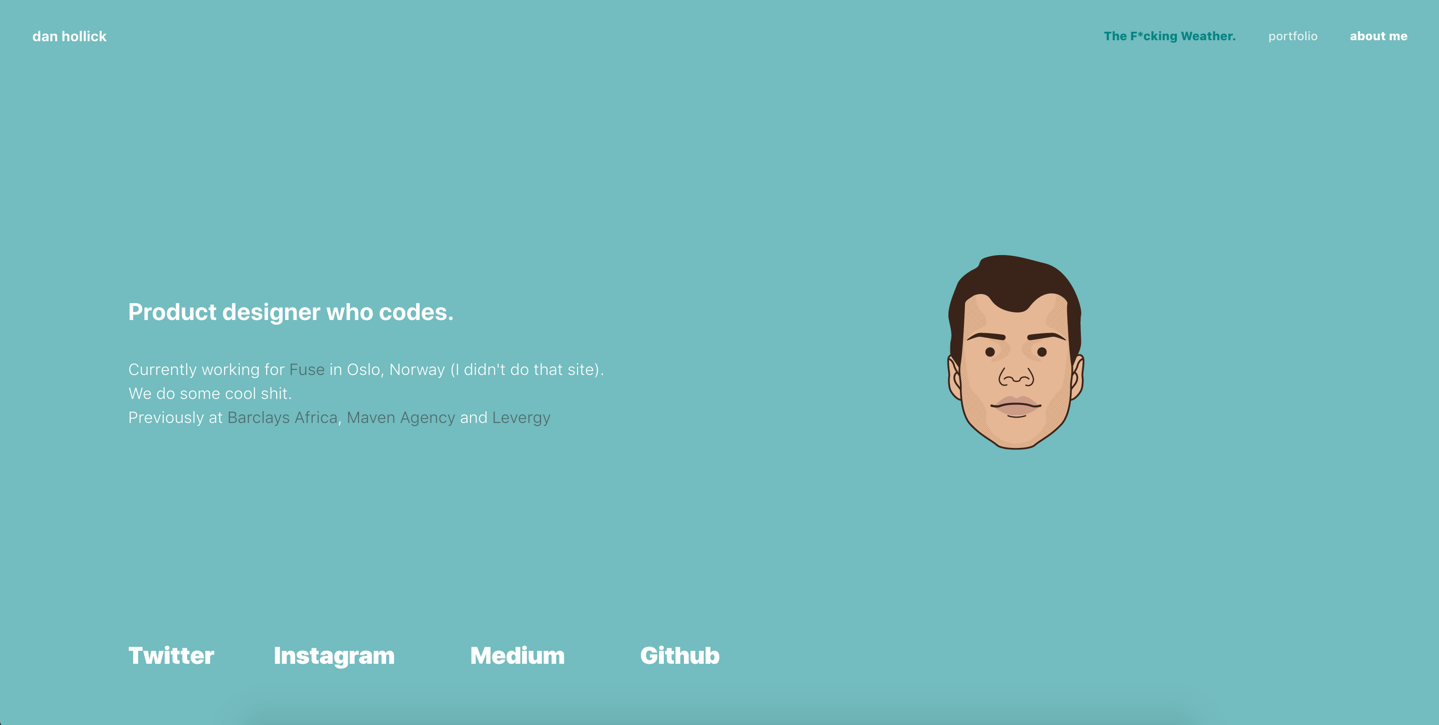 dan hollick
The F*cking Weather. portfolio about me
Product designer who codes.
Currently working for Fuse in Oslo, Norway (I didn't do that site).
We do some cool shit.
Previously at Barclays Africa, Maven Agency and Levergy
Twitter Instagram Medium Github